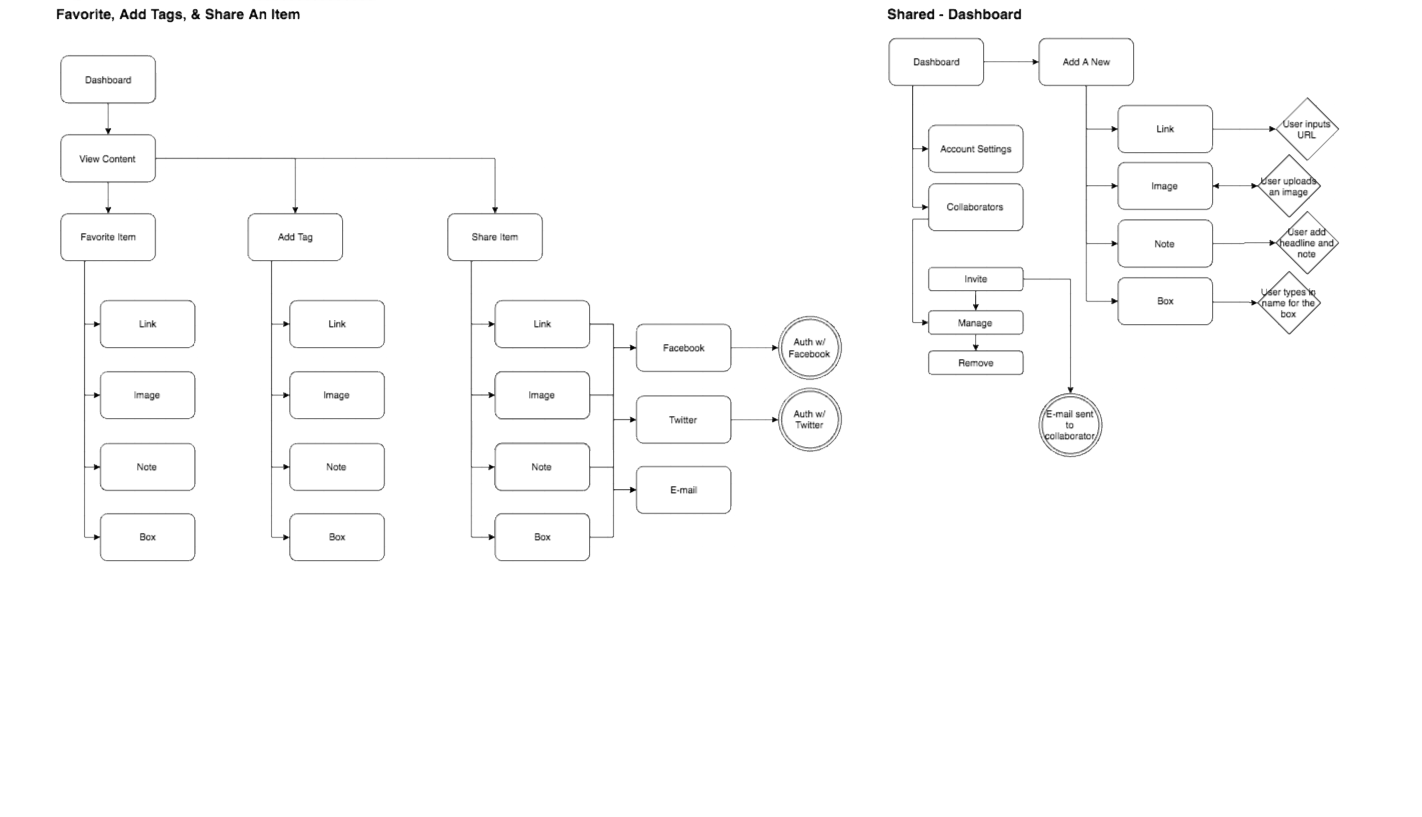 Favorite, Add Tags, & Share An Item
Dashboard
View Content
Favorite Item
Add Tag
Share Item
Link
Image
Note
Box
Link
Image
Note
Box
Link
Image
Note
Box
Facebook
Twitter
E-mail
Auth w/
Facebook
Auth w/
Twitter
Shared - Dashboard
Dashboard
Add A New
Account Settings
Collaborators
Invite
Manage
Remove
E-mail sent
to
collaborator
Link
Image
Note
Box
User inputs
URL
User uploads
an image
User add
headline and
note
User types in
name for the
box